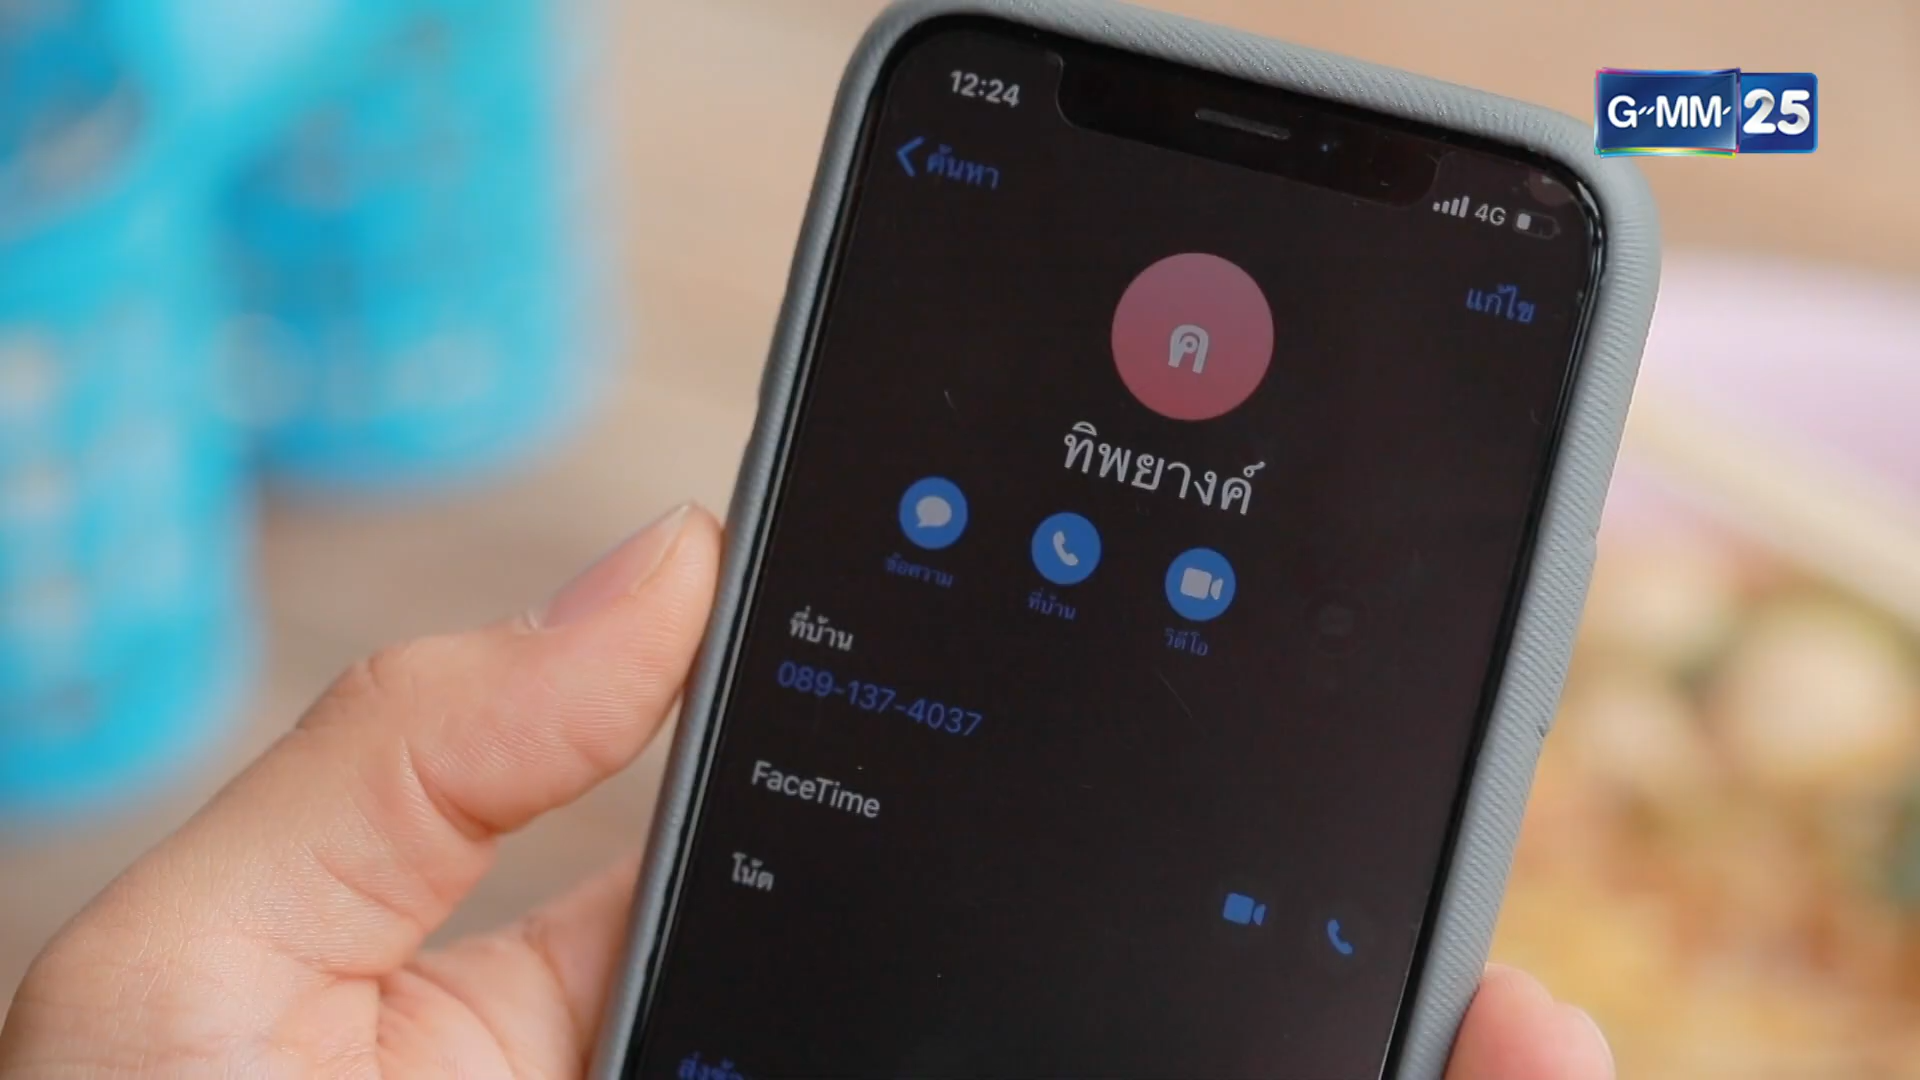 12:24
GMM 25
ค้นหา
4G
แก้ไข
ค
ทิพยางค์
ข้อความ
ที่บ้าน
วิดีโอ
ที่บ้าน
089-137-4037
FaceTime
โน้ต